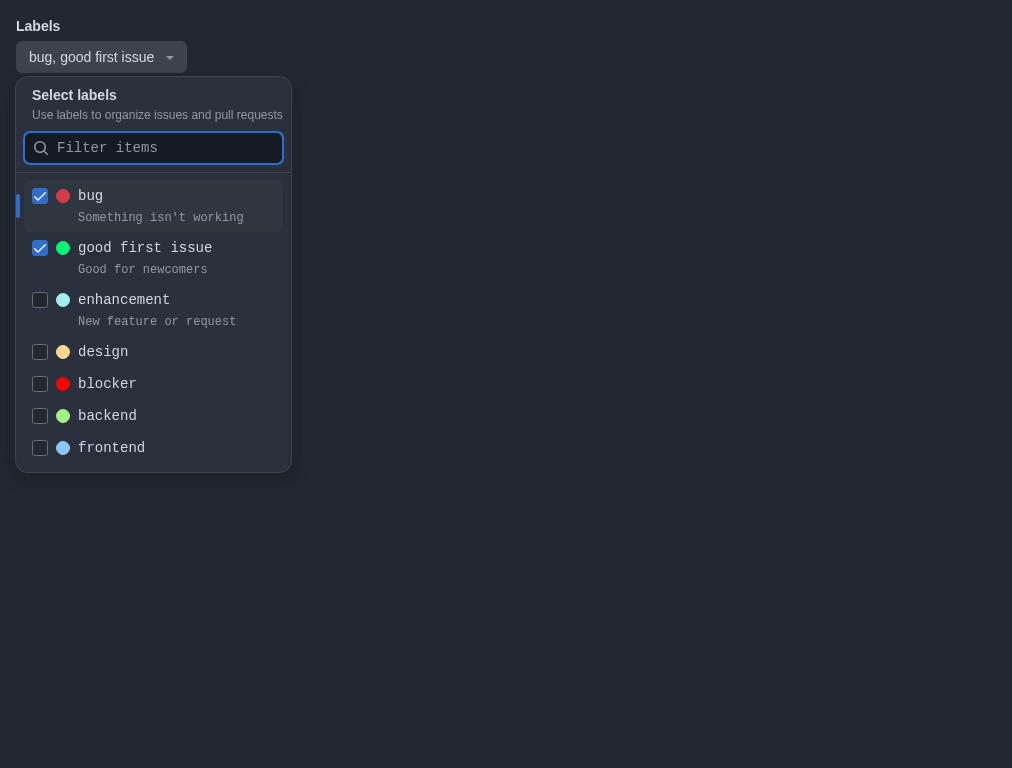 Labels
bug, good first issue
Select labels
Use labels to organize issues and pull requests
Filter items
bug
Something isn't working
good first issue
Good for newcomers
enhancement
New feature or request
design
blocker
backend
frontend